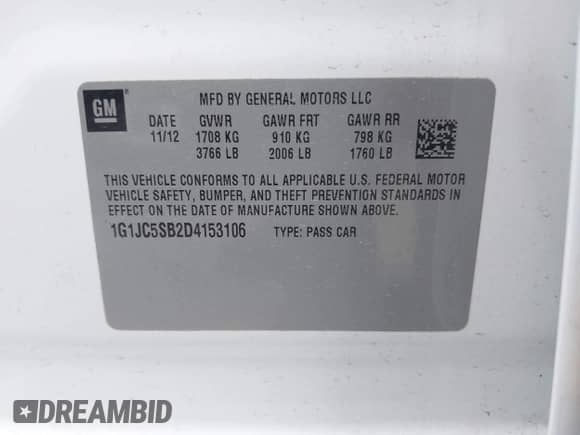 GM
MFD BY GENERAL MOTORS LLC
DATE GVWR GAWR FRT GAWR RR
11/12 1708 KG 910 KG 798 KG
3766 LB 2006 LB 1760 LB
THIS VEHICLE CONFORMS TO ALL APPLICABLE U.S. FEDERAL MOTOR
VEHICLE SAFETY, BUMPER, AND THEFT PREVENTION STANDARDS IN
EFFECT ON THE DATE OF MANUFACTURE SHOWN ABOVE.
1G1JC5SB2D4153106 TYPE: PASS CAR
#DREAMBID